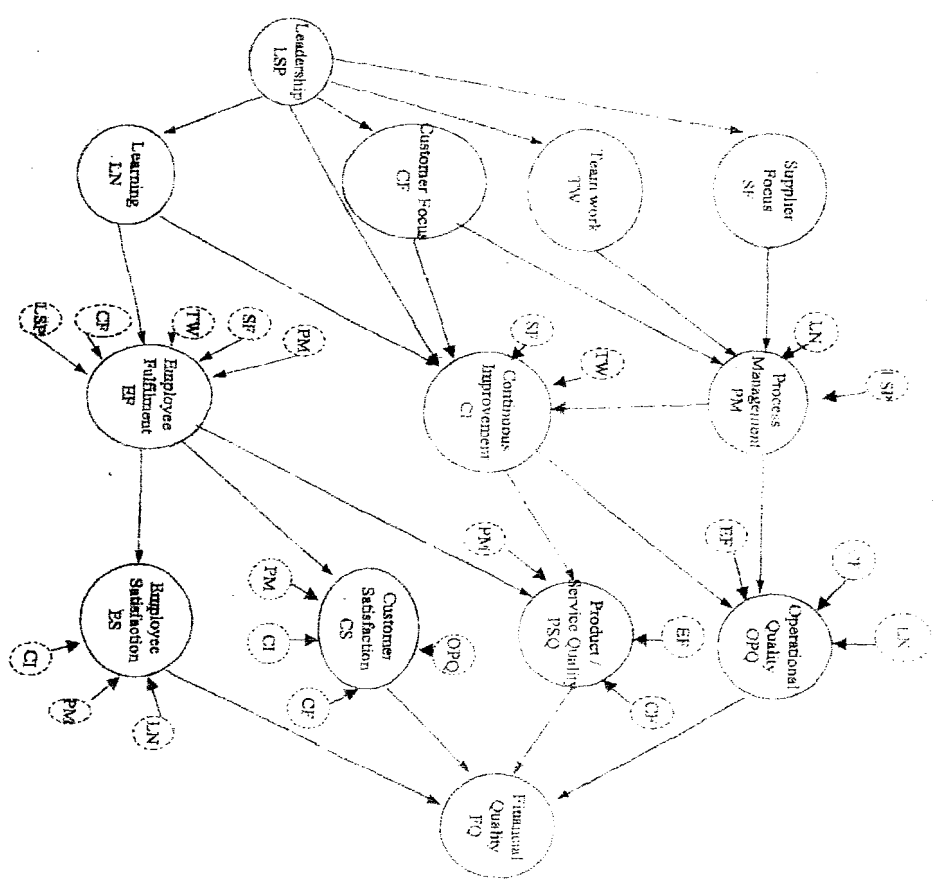 Supplier
Focus
SF
LN
Process
Management
PM
EF
Operational
Quality
OPQ
Team work
TW
SF
TW
PM
Product /
Service Quality
PSQ
EF
CF
Leadership
LSP
Customer Focus
CF
Continuous
Improvement
CI
Financial
Quality
FQ
PM
CI
CF
Customer
Satisfaction
CS
OPQ
Learning
LN
LSP
CF
TW
SF
PM
Employee
Fulfilment
EF
Employee
Satisfaction
ES
CI
PM
LN